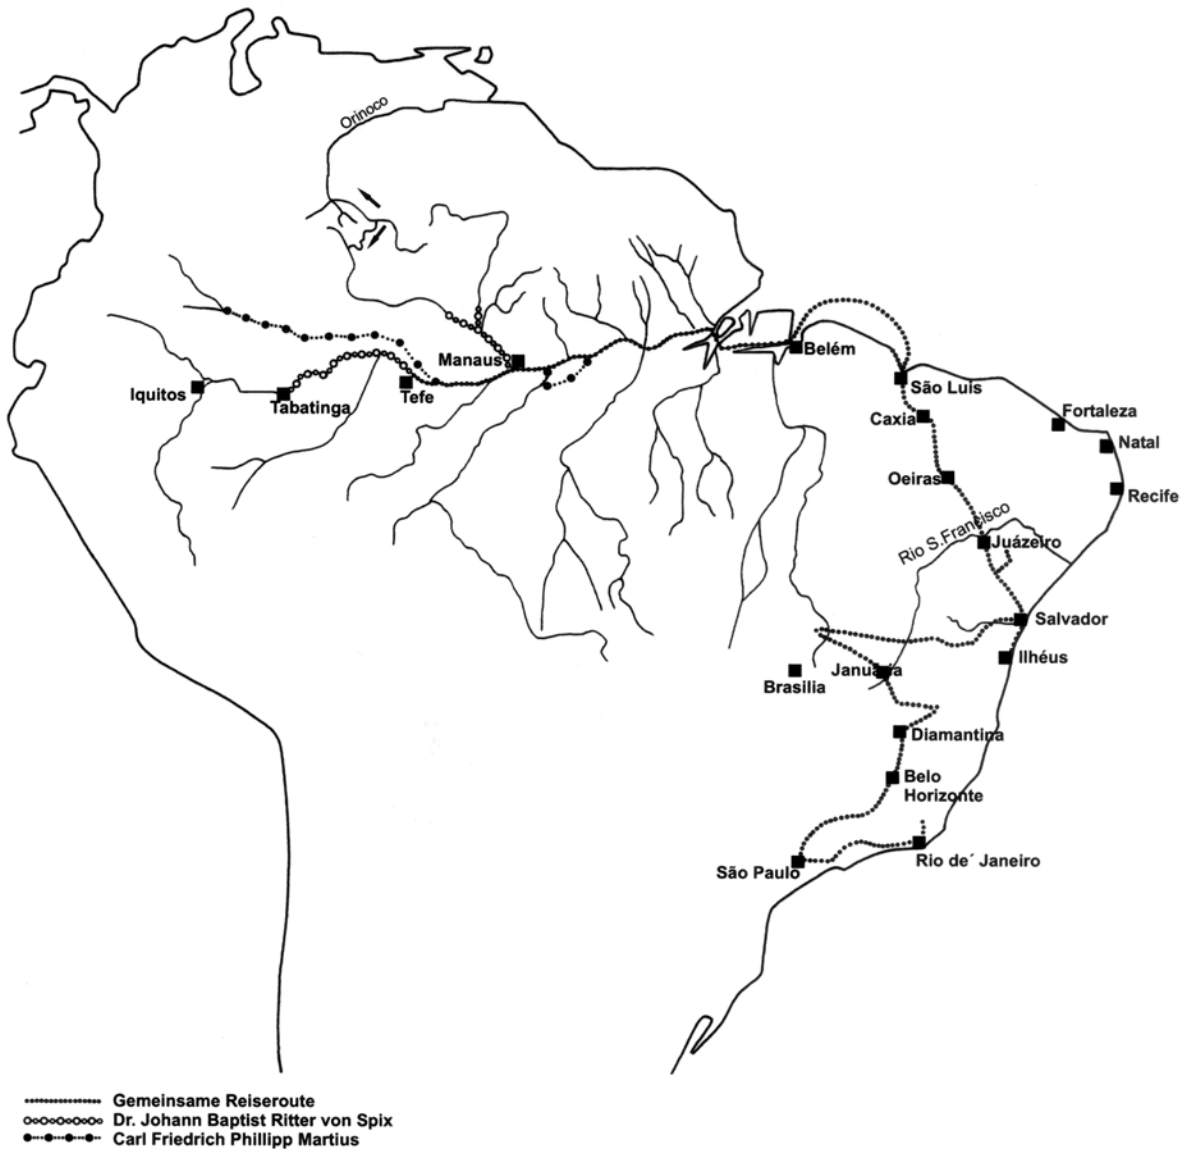 Orinoco
Manaus
Belém
Iquitos
Tabatinga
Tefe
São Luis
Caxia
Fortaleza
Natal
Oeiras
Recife
Rio S.Francisco
Juázeiro
Salvador
Ilhéus
Januária
Brasilia
Diamantina
Belo
Horizonte
São Paulo
Rio de´ Janeiro
Gemeinsame Reiseroute
Dr. Johann Baptist Ritter von Spix
Carl Friedrich Phillipp Martius